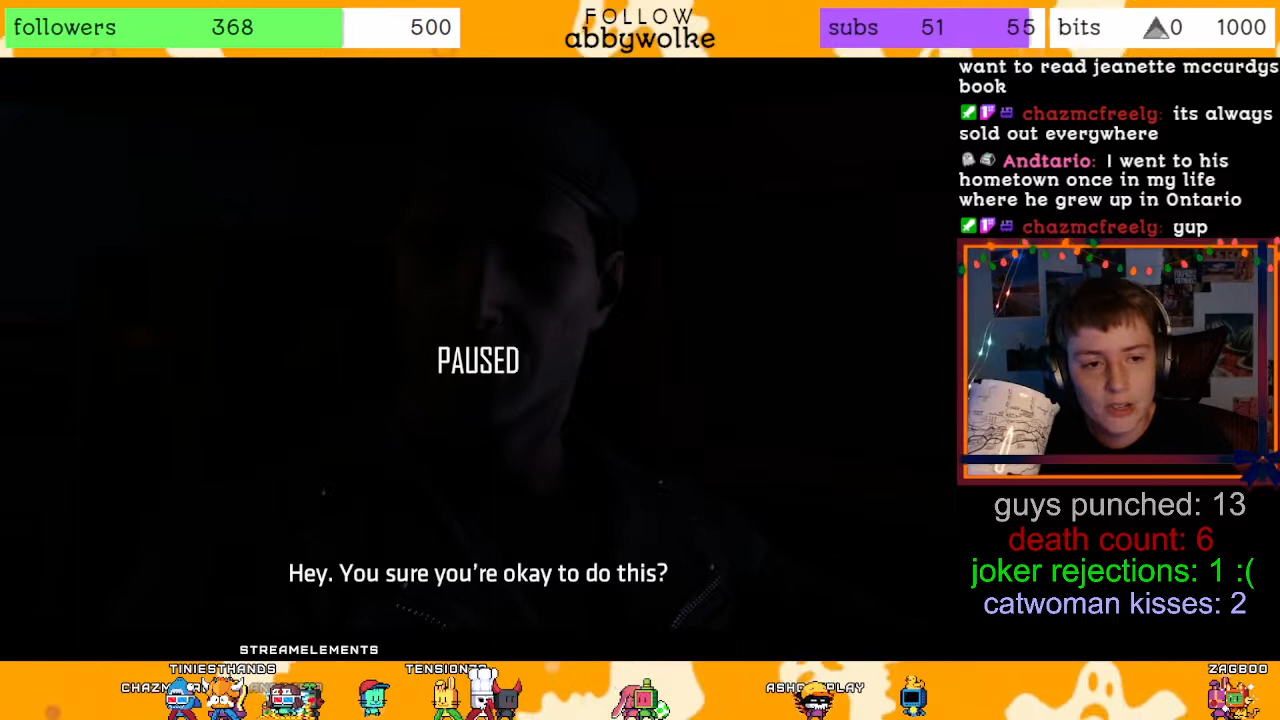 followers 368 500
FOLLOW
abbywolke
subs 51 55
bits 0 1000
want to read jeanette mccurdys
book
chazmcfreely: its always
sold out everywhere
Andtario: I went to his
hometown once in my life
where he grew up in Ontario
chazmcfreely: yup
PAUSED
Hey. You sure you're okay to do this?
guys punched: 13
death count: 6
joker rejections: 1 :(
catwoman kisses: 2
STREAMELEMENTS
TINIESTHANDS
ZAGBOO